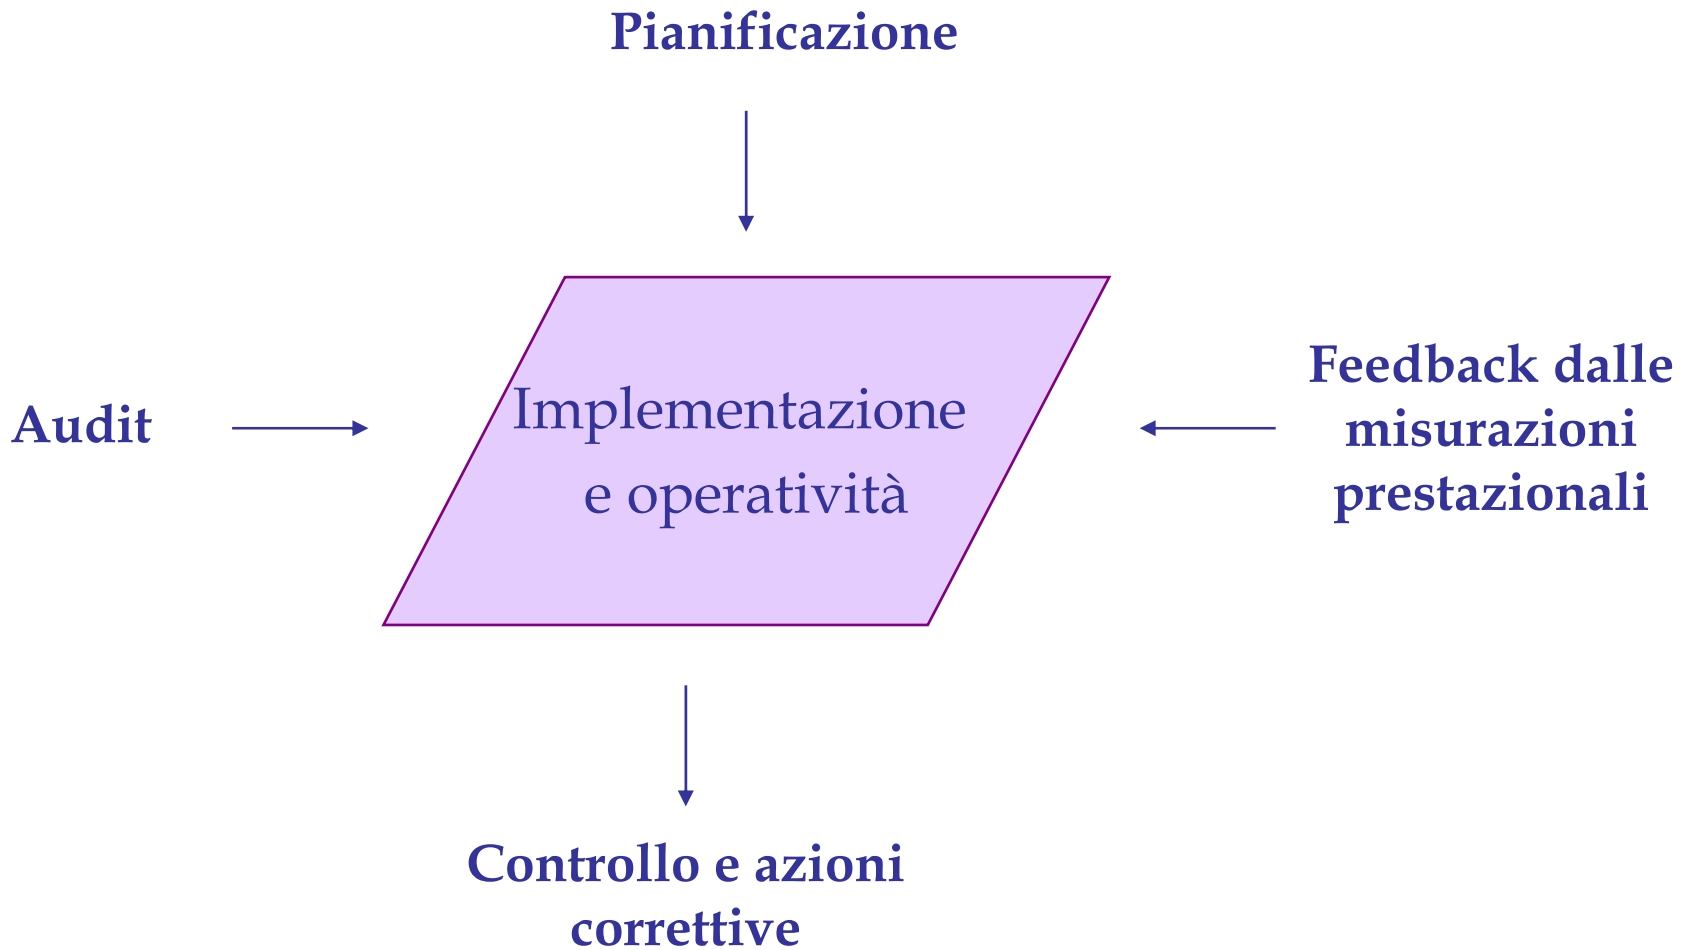 Pianificazione
Audit
Implementazione
e operatività
Feedback dalle
misurazioni
prestazionali
Controllo e azioni
correttive